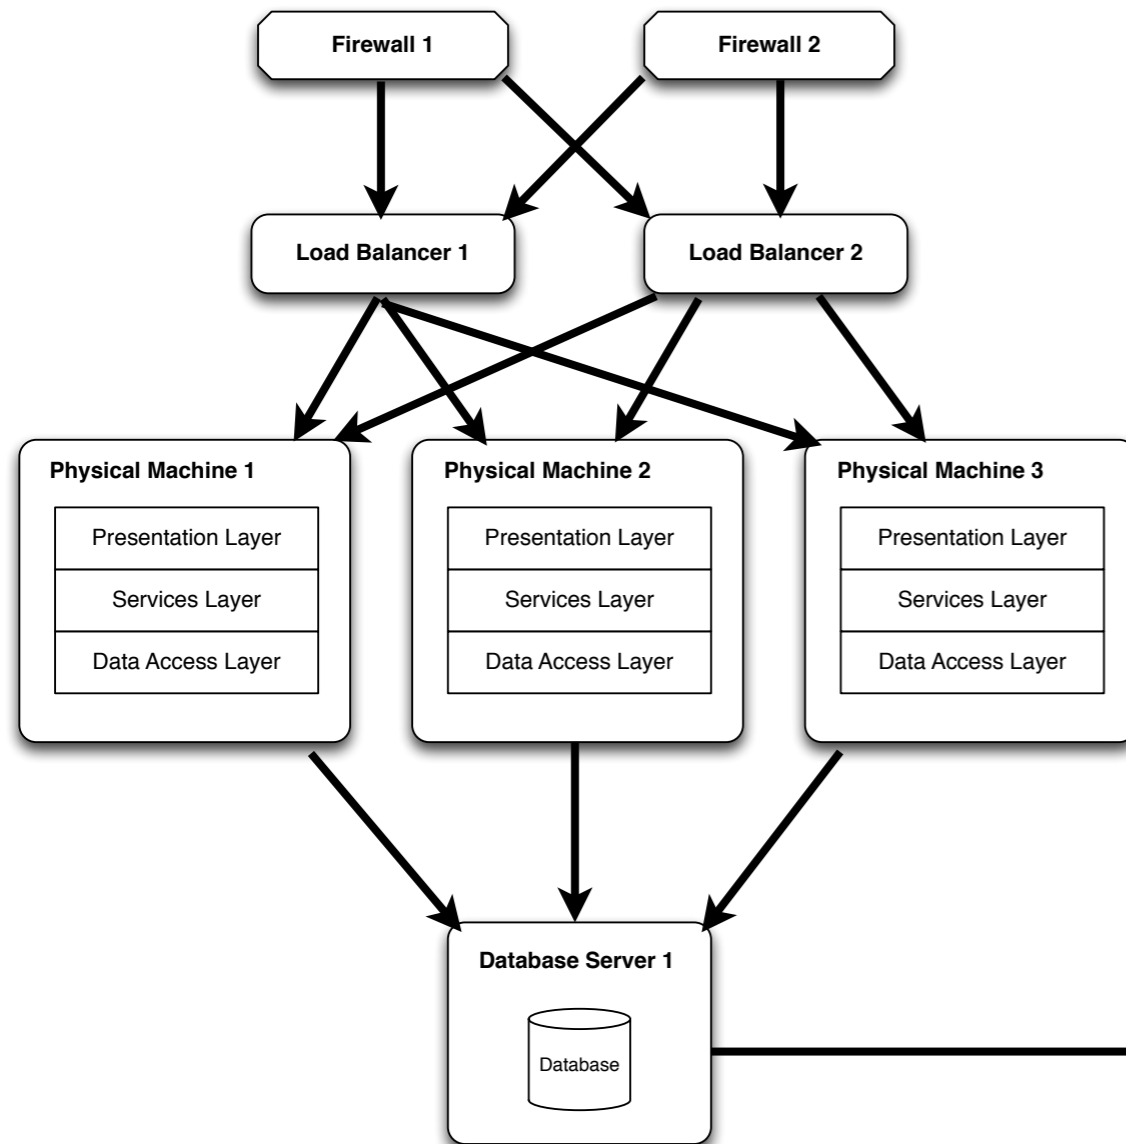 Firewall 1
Firewall 2
Load Balancer 1
Load Balancer 2
Physical Machine 1
Physical Machine 2
Physical Machine 3
Presentation Layer
Presentation Layer
Presentation Layer
Services Layer
Services Layer
Services Layer
Data Access Layer
Data Access Layer
Data Access Layer
Database Server 1
Database